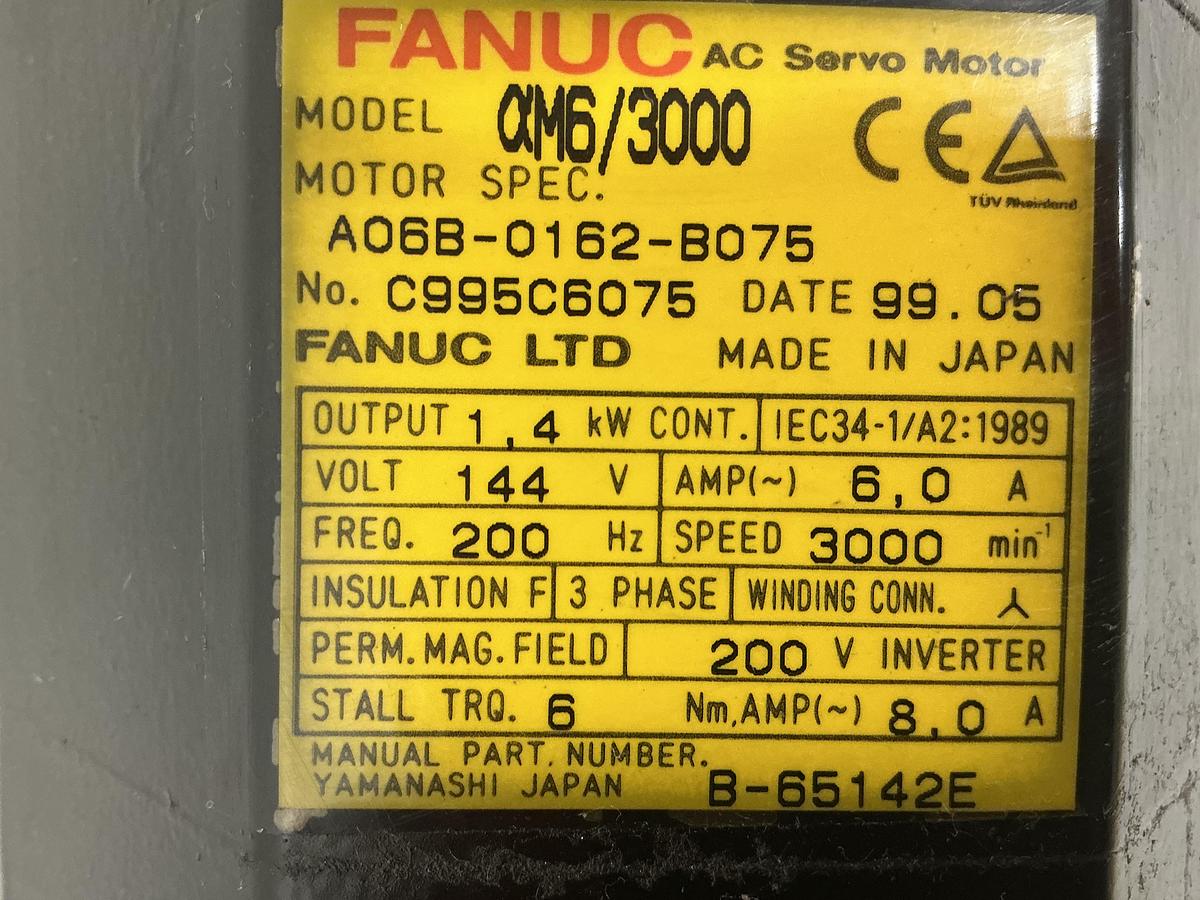 FANUC AC Servo Motor
MODEL αM6/3000
CE
TÜV Rheinland
MOTOR SPEC.
A06B-0162-B075
No. C995C6075 DATE 99.05
FANUC LTD MADE IN JAPAN
OUTPUT 1,4 kW CONT. IEC34-1/A2:1989
VOLT 144 V AMP(~) 6,0 A
FREQ. 200 Hz SPEED 3000 min⁻¹
INSULATION F 3 PHASE WINDING CONN.
PERM.MAG.FIELD 200 V INVERTER
STALL TRQ. 6 Nm,AMP(~) 8,0 A
MANUAL PART.NUMBER.
YAMANASHI JAPAN B-65142E